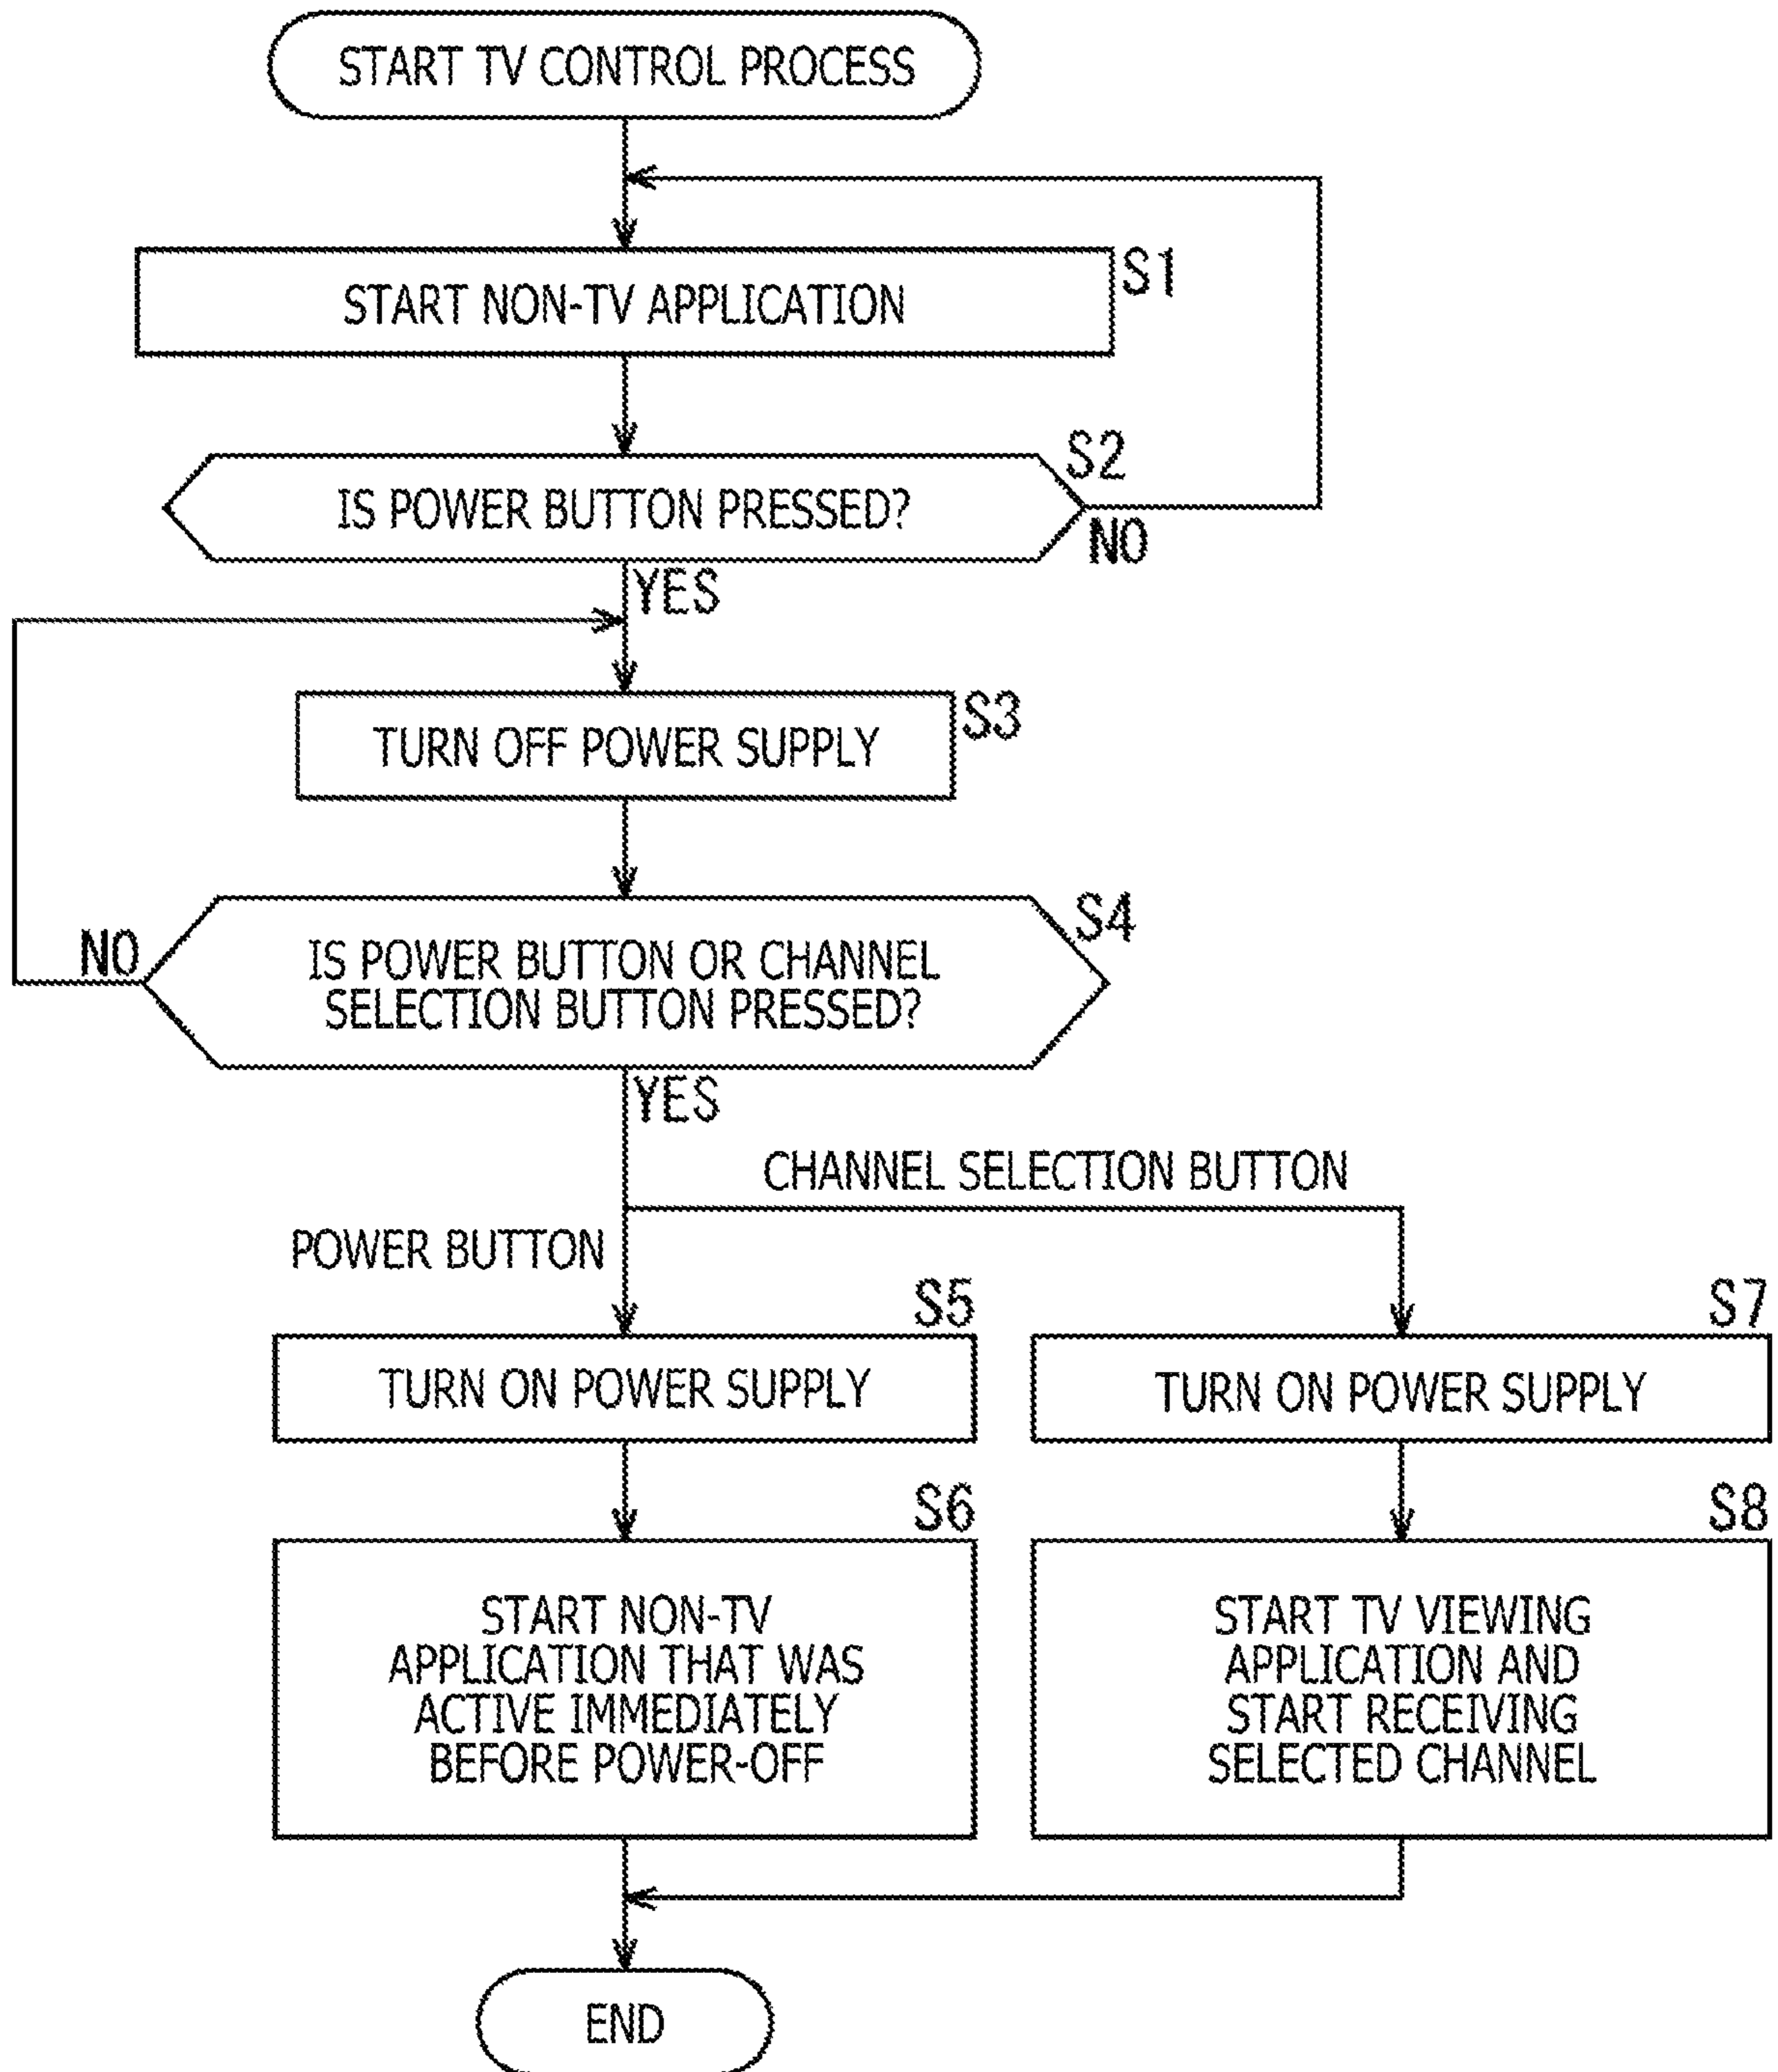 START TV CONTROL PROCESS
S1
START NON-TV APPLICATION
S2
IS POWER BUTTON PRESSED?
NO
YES
S3
TURN OFF POWER SUPPLY
S4
NO
IS POWER BUTTON OR CHANNEL
SELECTION BUTTON PRESSED?
YES
CHANNEL SELECTION BUTTON
POWER BUTTON
S5
TURN ON POWER SUPPLY
S6
START NON-TV
APPLICATION THAT WAS
ACTIVE IMMEDIATELY
BEFORE POWER-OFF
S7
TURN ON POWER SUPPLY
S8
START TV VIEWING
APPLICATION AND
START RECEIVING
SELECTED CHANNEL
END